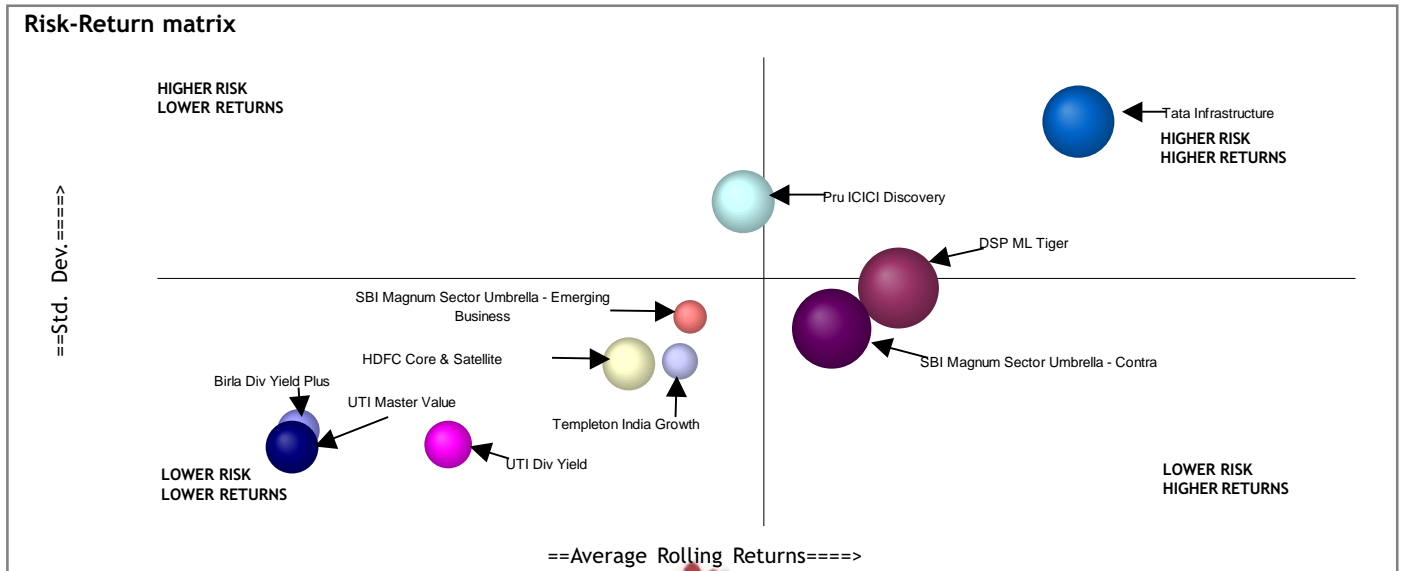 Risk-Return matrix
HIGHER RISK
LOWER RETURNS
Tata Infrastructure
HIGHER RISK
HIGHER RETURNS
Pru ICICI Discovery
DSP ML Tiger
==Std. Dev.====>
SBI Magnum Sector Umbrella - Emerging
Business
HDFC Core & Satellite
SBI Magnum Sector Umbrella - Contra
Birla Div Yield Plus
UTI Master Value
Templeton India Growth
UTI Div Yield
LOWER RISK
LOWER RETURNS
LOWER RISK
HIGHER RETURNS
==Average Rolling Returns====>